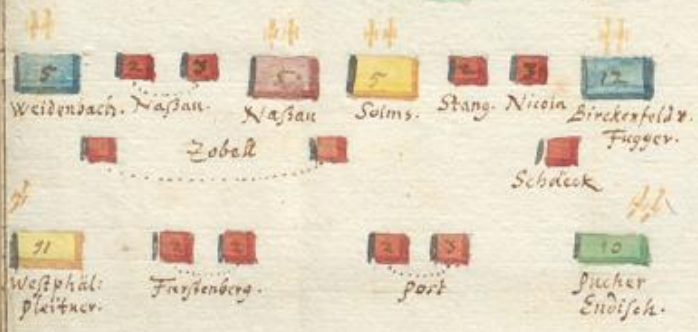 5 2 3 5 5 2 3 12
Weidenbach. Naßau. Naßau Solms. Stang. Nicola Birckenfeld v.
Fugger.
Zobell
Schöeck
11 2 2 2 3 10
Westphäl:
Pleitner.
Fürstenberg.
Port
Pucher
Endisch.